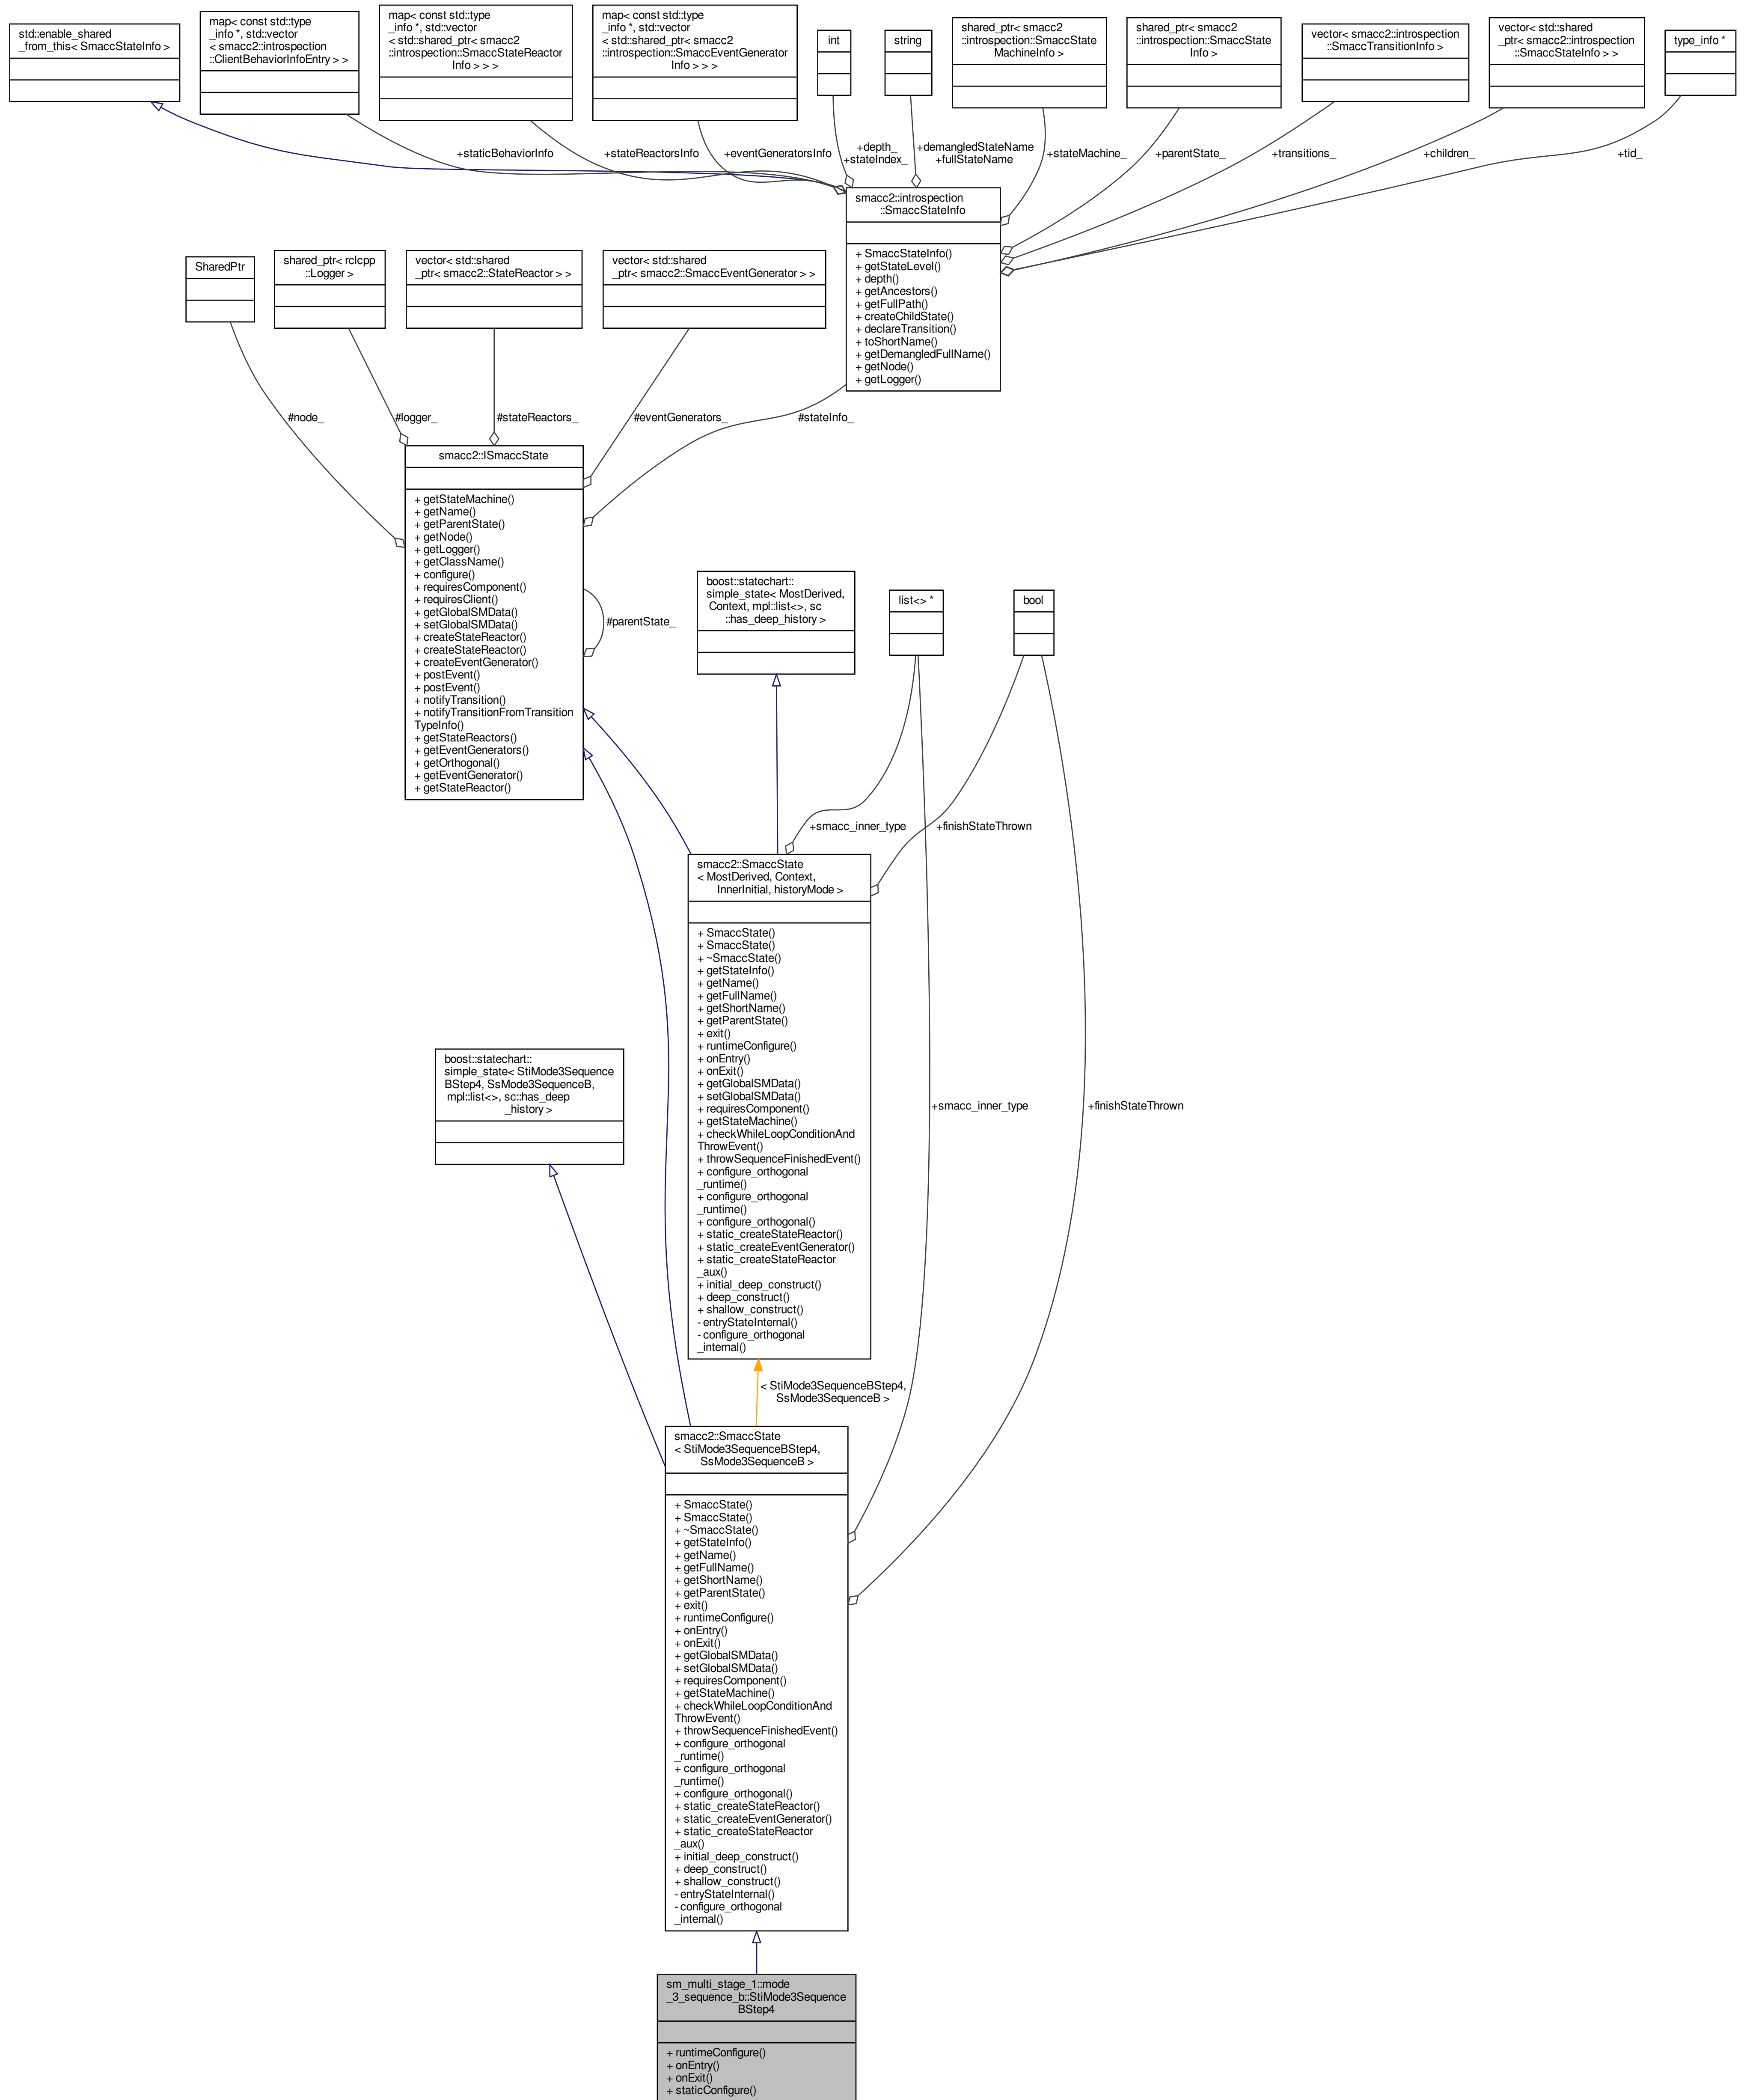 std::enable_shared
_from_this< SmaccStateInfo >
map< const std::type
_info *, std::vector
< smacc2::introspection
::ClientBehaviorInfoEntry > >
map< const std::type
_info *, std::vector
< std::shared_ptr< smacc2
::introspection::SmaccStateReactor
Info > > >
map< const std::type
_info *, std::vector
< std::shared_ptr< smacc2
::introspection::SmaccEventGenerator
Info > > >
int
string
shared_ptr< smacc2
::introspection::SmaccState
MachineInfo >
shared_ptr< smacc2
::introspection::SmaccState
Info >
vector< smacc2::introspection
::SmaccTransitionInfo >
vector< std::shared
_ptr< smacc2::introspection
::SmaccStateInfo > >
type_info *
+staticBehaviorInfo
+stateReactorsInfo
+eventGeneratorsInfo
+depth_
+stateIndex_
+demangledStateName
+fullStateName
+stateMachine_
+parentState_
+transitions_
+children_
+tid_
smacc2::introspection
::SmaccStateInfo
+ SmaccStateInfo()
+ getStateLevel()
+ depth()
+ getAncestors()
+ getFullPath()
+ createChildState()
+ declareTransition()
+ toShortName()
+ getDemangledFullName()
+ getNode()
+ getLogger()
SharedPtr
shared_ptr< rclcpp
::Logger >
vector< std::shared
_ptr< smacc2::StateReactor > >
vector< std::shared
_ptr< smacc2::SmaccEventGenerator > >
#node_
#logger_
#stateReactors_
#eventGenerators_
#stateInfo_
smacc2::ISmaccState
+ getStateMachine()
+ getName()
+ getParentState()
+ getNode()
+ getLogger()
+ getClassName()
+ configure()
+ requiresComponent()
+ requiresClient()
+ getGlobalSMData()
+ setGlobalSMData()
+ createStateReactor()
+ createStateReactor()
+ createEventGenerator()
+ postEvent()
+ postEvent()
+ notifyTransition()
+ notifyTransitionFromTransition
TypeInfo()
+ getStateReactors()
+ getEventGenerators()
+ getOrthogonal()
+ getEventGenerator()
+ getStateReactor()
#parentState_
boost::statechart::
simple_state< MostDerived,
Context, mpl::list<>, sc
::has_deep_history >
list<> *
bool
+smacc_inner_type
+finishStateThrown
smacc2::SmaccState
< MostDerived, Context,
InnerInitial, historyMode >
+ SmaccState()
+ SmaccState()
+ ~SmaccState()
+ getStateInfo()
+ getName()
+ getFullName()
+ getShortName()
+ getParentState()
+ exit()
+ runtimeConfigure()
+ onEntry()
+ onExit()
+ getGlobalSMData()
+ setGlobalSMData()
+ requiresComponent()
+ getStateMachine()
+ checkWhileLoopConditionAnd
ThrowEvent()
+ throwSequenceFinishedEvent()
+ configure_orthogonal
_runtime()
+ configure_orthogonal
_runtime()
+ configure_orthogonal()
+ static_createStateReactor()
+ static_createEventGenerator()
+ static_createStateReactor
_aux()
+ initial_deep_construct()
+ deep_construct()
+ shallow_construct()
- entryStateInternal()
- configure_orthogonal
_internal()
boost::statechart::
simple_state< StiMode3Sequence
BStep4, SsMode3SequenceB,
mpl::list<>, sc::has_deep
_history >
+smacc_inner_type
+finishStateThrown
< StiMode3SequenceBStep4,
SsMode3SequenceB >
smacc2::SmaccState
< StiMode3SequenceBStep4,
SsMode3SequenceB >
+ SmaccState()
+ SmaccState()
+ ~SmaccState()
+ getStateInfo()
+ getName()
+ getFullName()
+ getShortName()
+ getParentState()
+ exit()
+ runtimeConfigure()
+ onEntry()
+ onExit()
+ getGlobalSMData()
+ setGlobalSMData()
+ requiresComponent()
+ getStateMachine()
+ checkWhileLoopConditionAnd
ThrowEvent()
+ throwSequenceFinishedEvent()
+ configure_orthogonal
_runtime()
+ configure_orthogonal
_runtime()
+ configure_orthogonal()
+ static_createStateReactor()
+ static_createEventGenerator()
+ static_createStateReactor
_aux()
+ initial_deep_construct()
+ deep_construct()
+ shallow_construct()
- entryStateInternal()
- configure_orthogonal
_internal()
sm_multi_stage_1::mode
_3_sequence_b::StiMode3Sequence
BStep4
+ runtimeConfigure()
+ onEntry()
+ onExit()
+ staticConfigure()